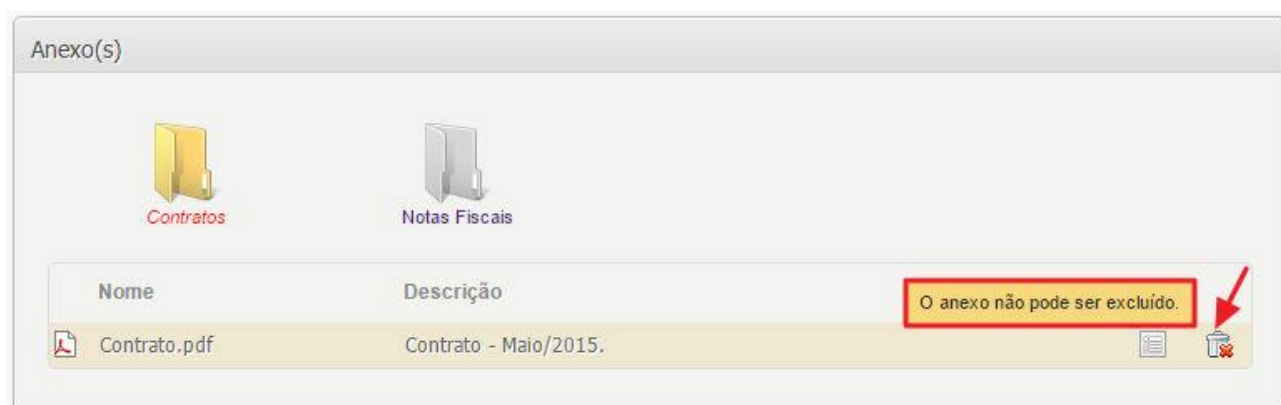 Anexo(s)
Contratos
Notas Fiscais
Nome
Descrição
O anexo não pode ser excluído.
Contrato.pdf
Contrato - Maio/2015.